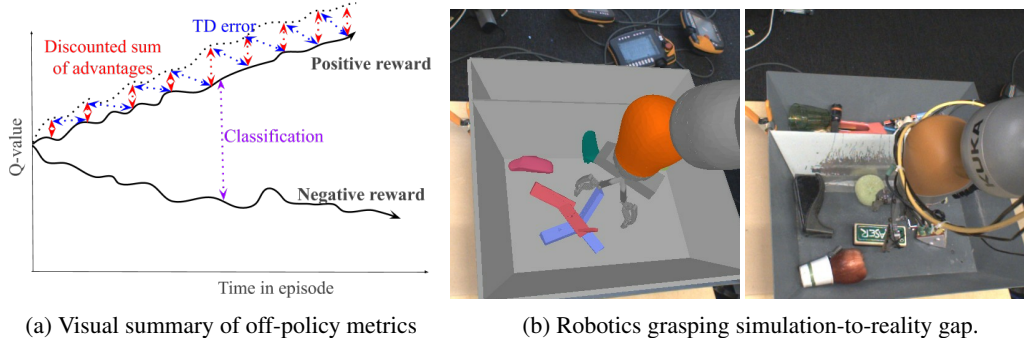 TD error
Discounted sum
of advantages
Positive reward
Q-value
Classification
Negative reward
Time in episode
(a) Visual summary of off-policy metrics
KUKA
LASER
(b) Robotics grasping simulation-to-reality gap.